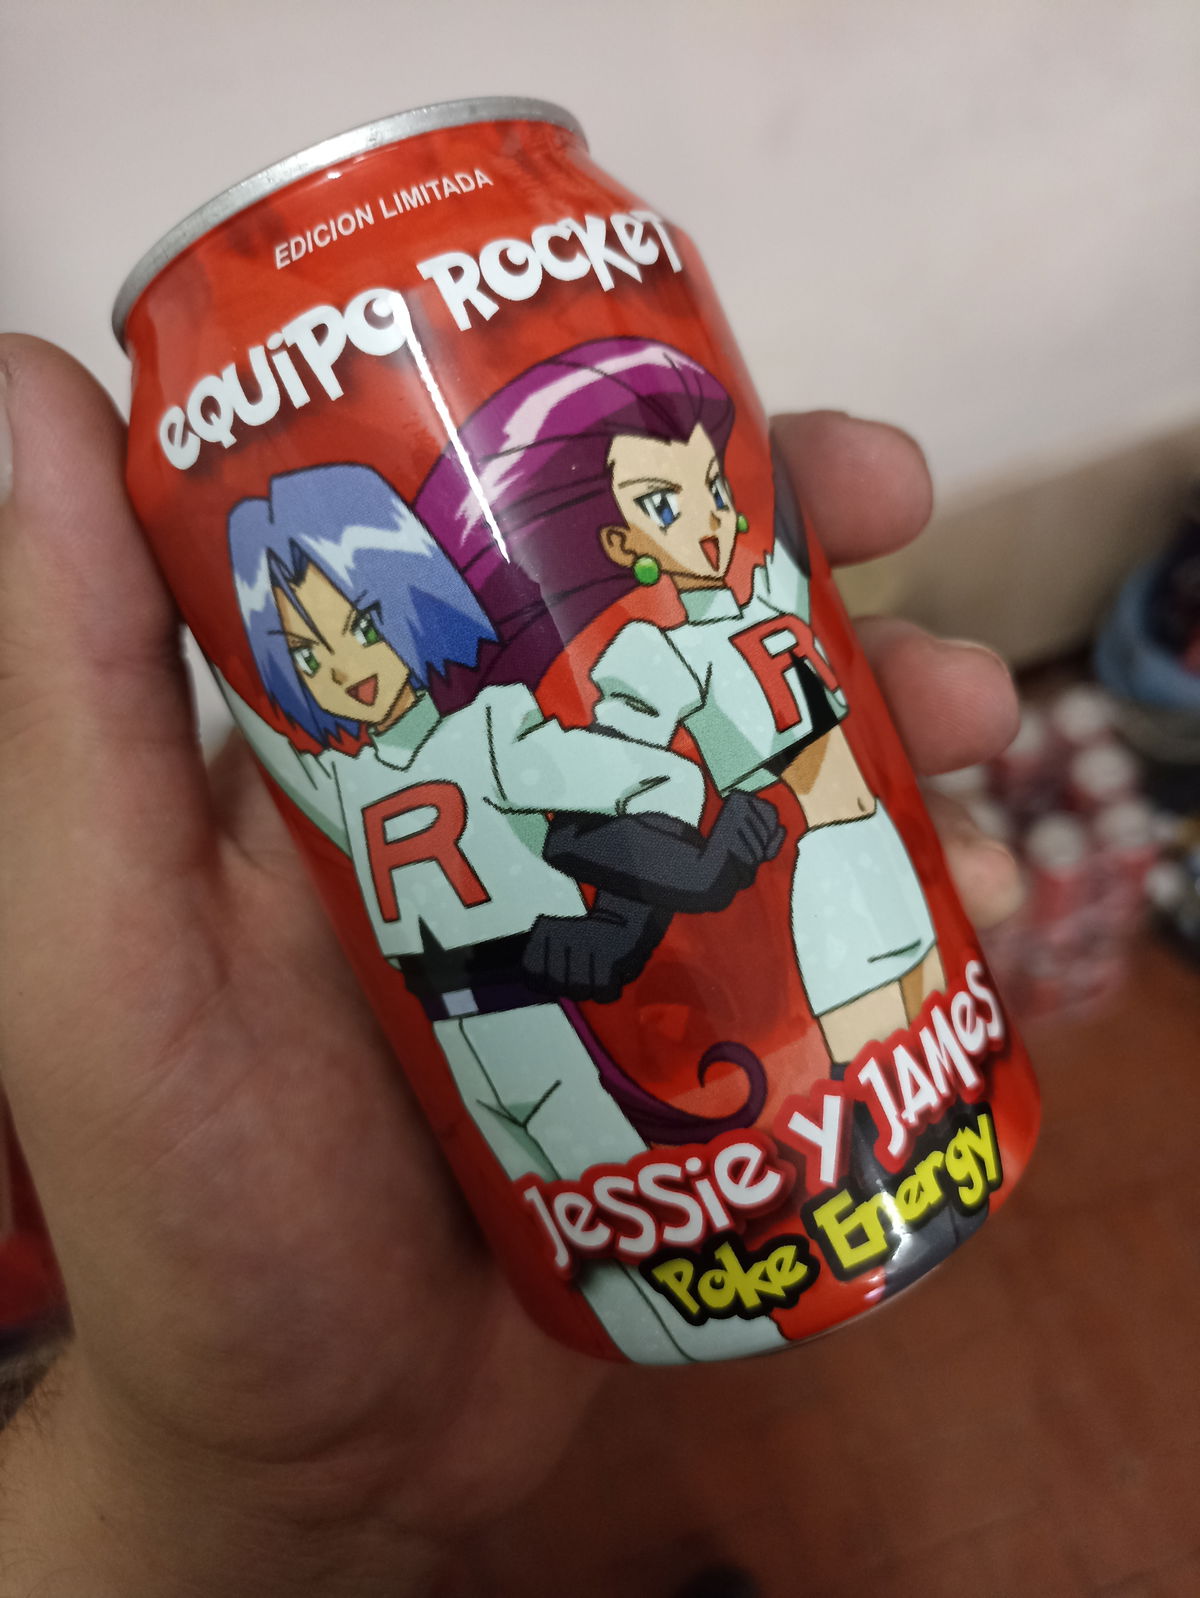 EDICION LIMITADA
eQUiPO ROCKeT
R
R
JeSSiE Y JAMeS
Poke Energy